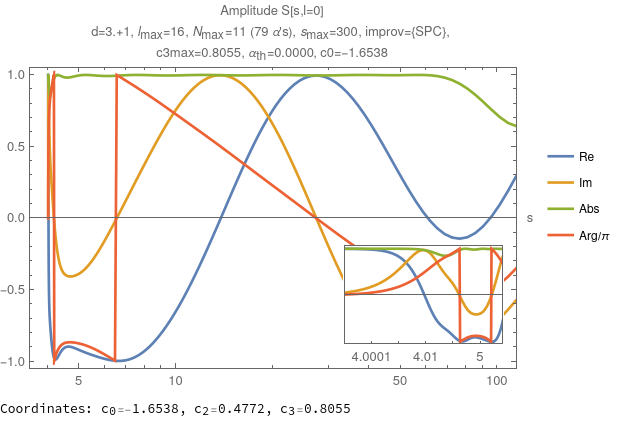 Amplitude S[s,l=0]
d=3.+1, lmax=16, Nmax=11 (79 α's), smax=300, improv={SPC},
c3max=0.8055, αth=0.0000, c0=−1.6538
1.0
0.5
0.0
−0.5
−1.0
5
10
50
100
s
4.0001
4.01
5
Re
Im
Abs
Arg/π
Coordinates: c0=-1.6538, c2=0.4772, c3=0.8055